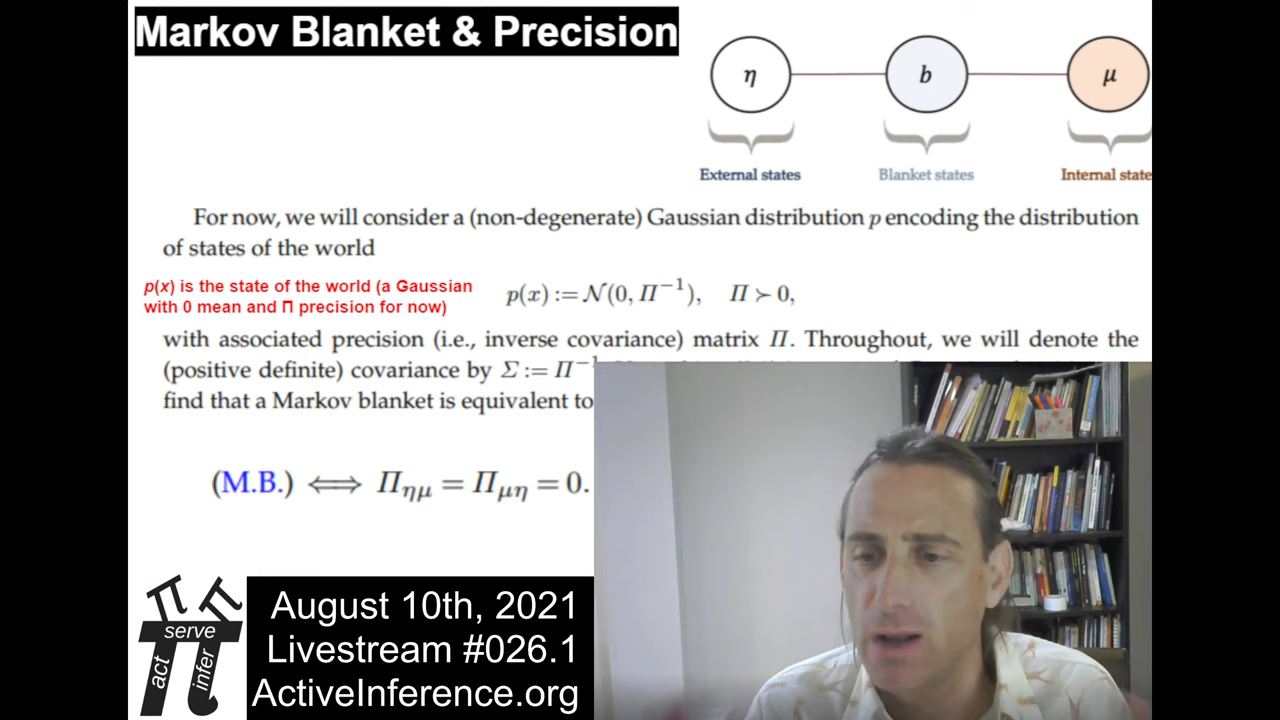 Markov Blanket & Precision
η b μ
External states Blanket states Internal state
For now, we will consider a (non-degenerate) Gaussian distribution p encoding the distribution
of states of the world
p(x) is the state of the world (a Gaussian
with 0 mean and Π precision for now)
p(x) := N(0, Π⁻¹), Π ≻ 0,
with associated precision (i.e., inverse covariance) matrix Π. Throughout, we will denote the
(positive definite) covariance by Σ := Π⁻¹
find that a Markov blanket is equivalent to
(M.B.) ⟺ Π_ημ = Π_μη = 0.
π π
serve
act
infer
August 10th, 2021
Livestream #026.1
ActiveInference.org